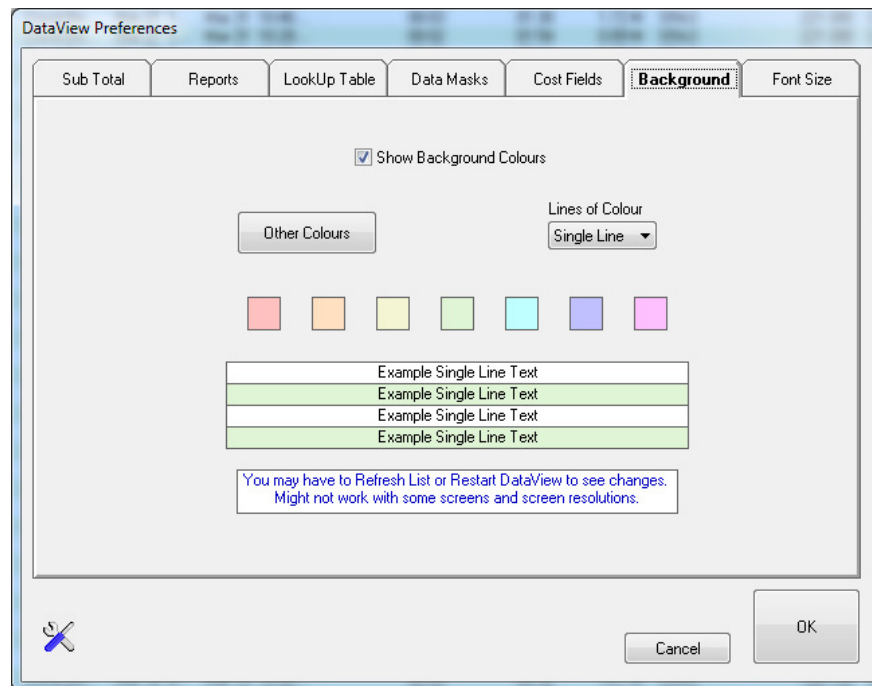 DataView Preferences
Sub Total
Reports
LookUp Table
Data Masks
Cost Fields
Background
Font Size
Show Background Colours
Lines of Colour
Other Colours
Single Line
Example Single Line Text
Example Single Line Text
Example Single Line Text
Example Single Line Text
You may have to Refresh List or Restart DataView to see changes.
Might not work with some screens and screen resolutions.
OK
Cancel